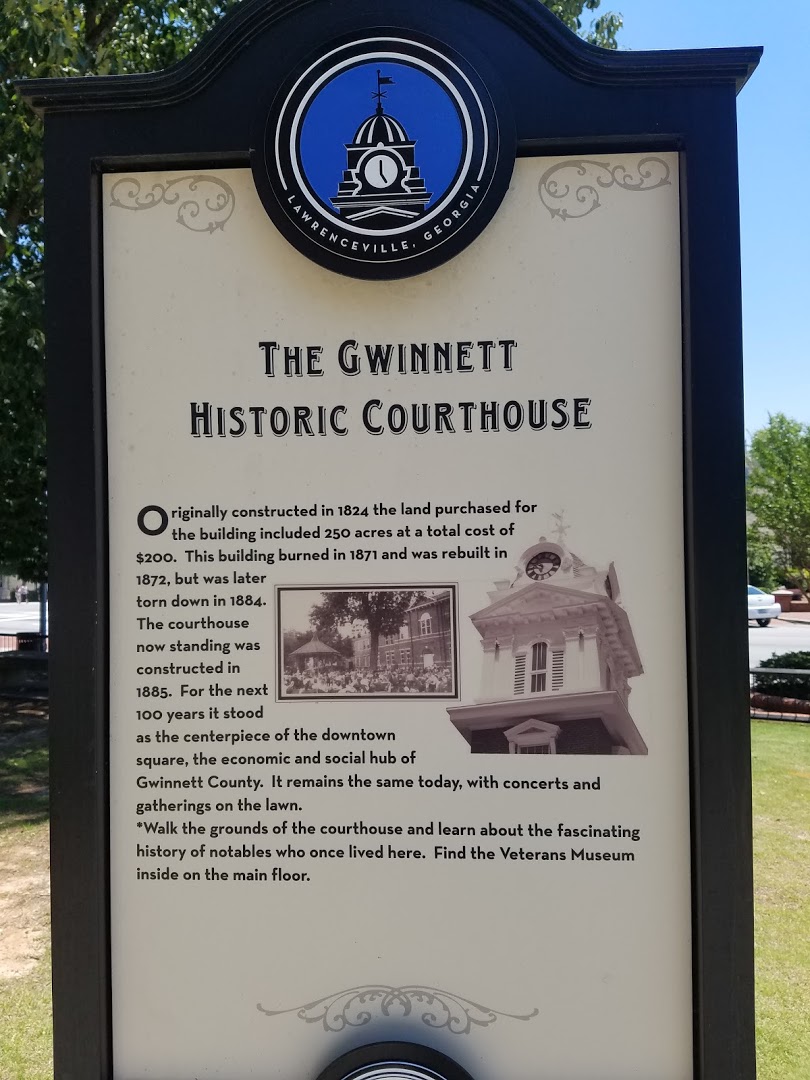 LAWRENCEVILLE, GEORGIA
THE GWINNETT
HISTORIC COURTHOUSE
Originally constructed in 1824 the land purchased for
the building included 250 acres at a total cost of
$200. This building burned in 1871 and was rebuilt in
1872, but was later
torn down in 1884.
The courthouse
now standing was
constructed in
1885. For the next
100 years it stood
as the centerpiece of the downtown
square, the economic and social hub of
Gwinnett County. It remains the same today, with concerts and
gatherings on the lawn.
*Walk the grounds of the courthouse and learn about the fascinating
history of notables who once lived here. Find the Veterans Museum
inside on the main floor.